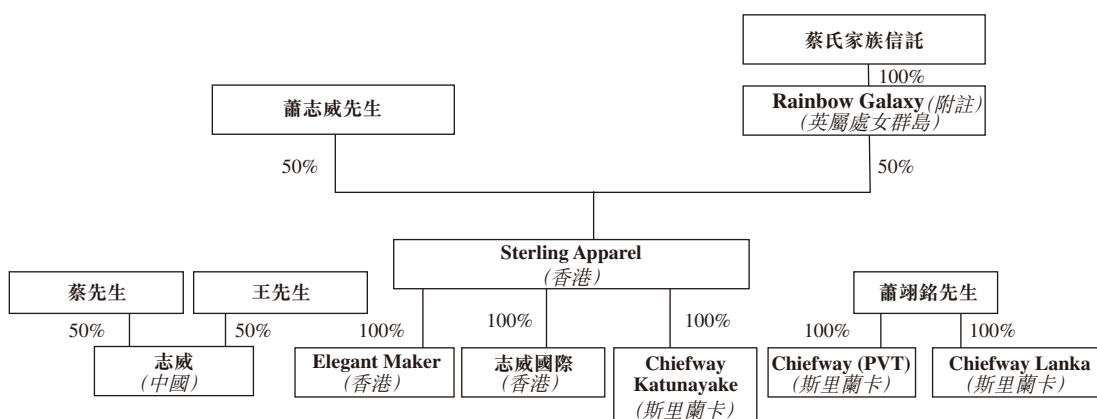 蔡氏家族信託
100%
蕭志威先生
Rainbow Galaxy(附註)
(英屬處女群島)
50%
50%
Sterling Apparel
(香港)
蔡先生
王先生
蕭翊銘先生
50%
50%
100%
100%
100%
100%
100%
志威
(中國)
Elegant Maker
(香港)
志威國際
(香港)
Chiefway
Katunayake
(斯里蘭卡)
Chiefway (PVT)
(斯里蘭卡)
Chiefway Lanka
(斯里蘭卡)